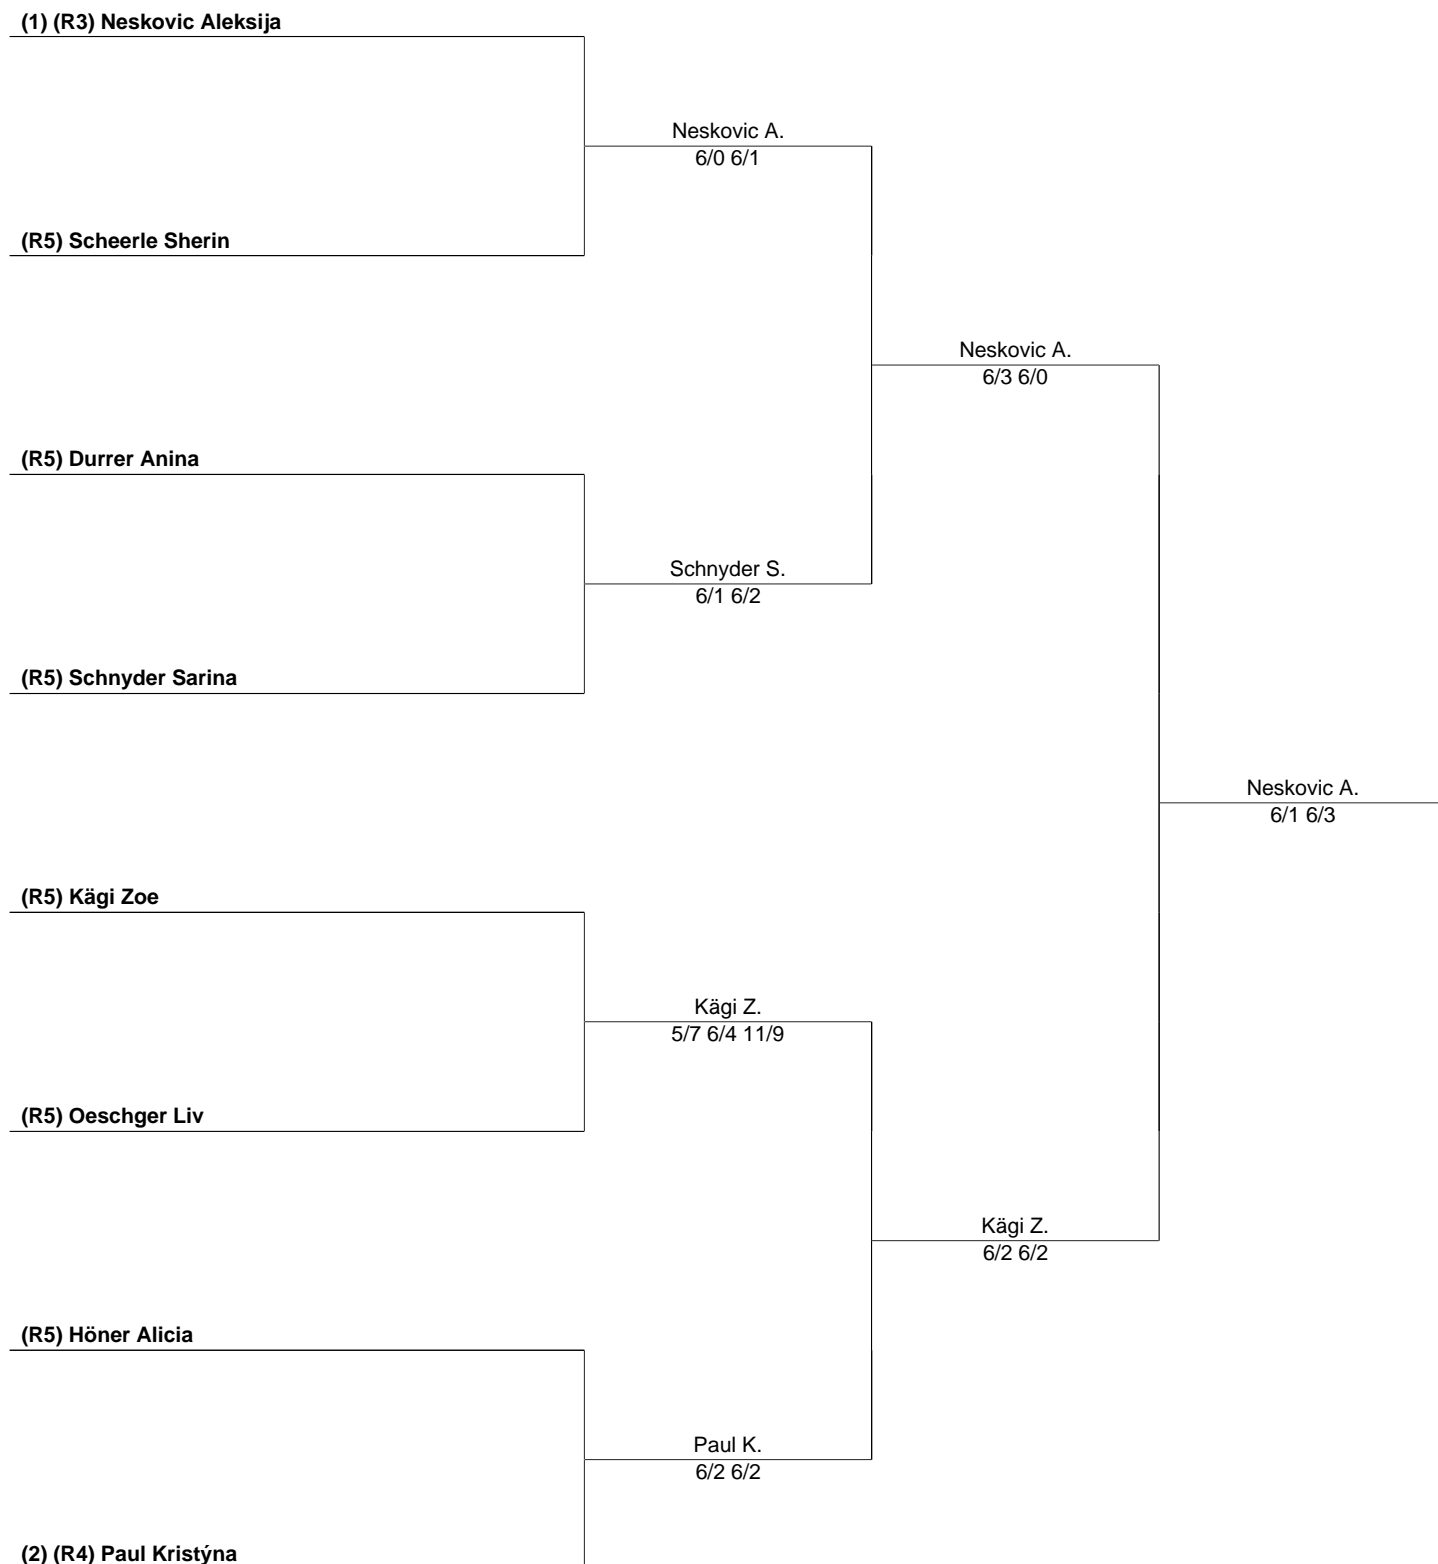 (1) (R3) Neskovic Aleksija
Neskovic A.
6/0 6/1
(R5) Scheerle Sherin
Neskovic A.
6/3 6/0
(R5) Durrer Anina
Schnyder S.
6/1 6/2
(R5) Schnyder Sarina
Neskovic A.
6/1 6/3
(R5) Kägi Zoe
Kägi Z.
5/7 6/4 11/9
(R5) Oeschger Liv
Kägi Z.
6/2 6/2
(R5) Höner Alicia
Paul K.
6/2 6/2
(2) (R4) Paul Kristýna